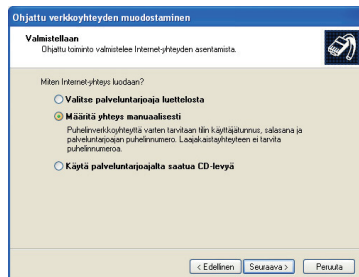 Ohjattu verkkoyhteyden muodostaminen
Valmistellaan
Ohjattu toiminto valmistelee Internet-yhteyden asentamista.
Miten Internet-yhteys luodaan?
Valitse palveluntarjoaja luettelosta
Määritä yhteys manuaalisesti
Puhelinverkkoyhteyttä varten tarvitaan tilin käyttäjätunnus, salasana ja
palveluntarjoajan puhelinnumero. Laajakaistayhteyteen ei tarvita
puhelinnumeroa.
Käytä palveluntarjoajalta saatua CD-levyä
< Edellinen
Seuraava >
Peruuta